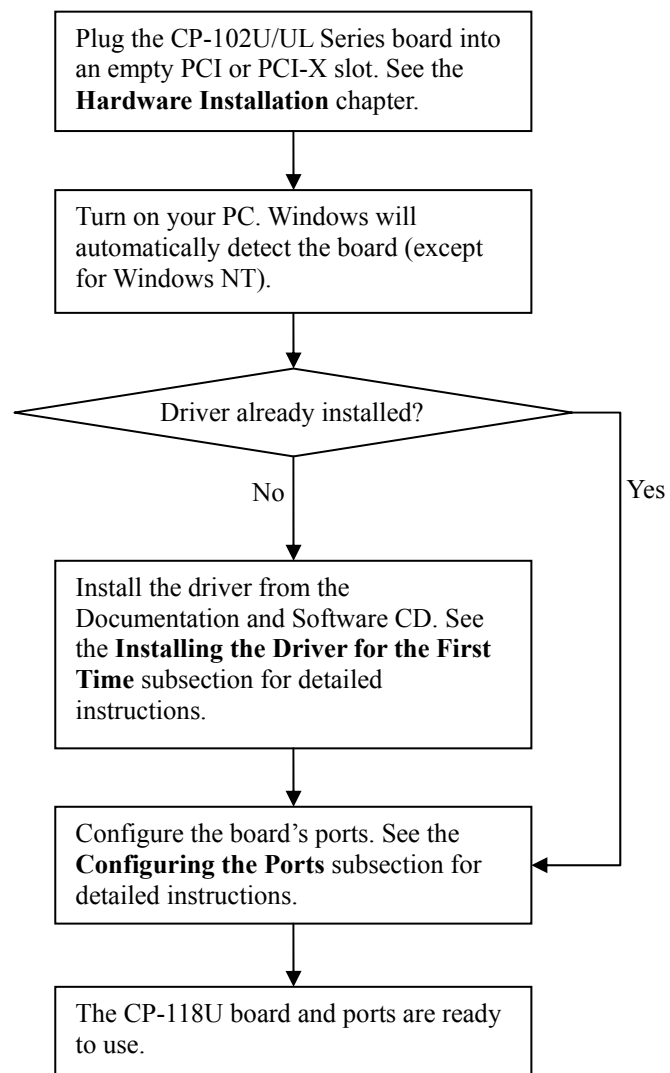 Plug the CP-102U/UL Series board into
an empty PCI or PCI-X slot. See the
Hardware Installation chapter.
Turn on your PC. Windows will
automatically detect the board (except
for Windows NT).
Driver already installed?
No
Yes
Install the driver from the
Documentation and Software CD. See
the Installing the Driver for the First
Time subsection for detailed
instructions.
Configure the board’s ports. See the
Configuring the Ports subsection for
detailed instructions.
The CP-118U board and ports are ready
to use.